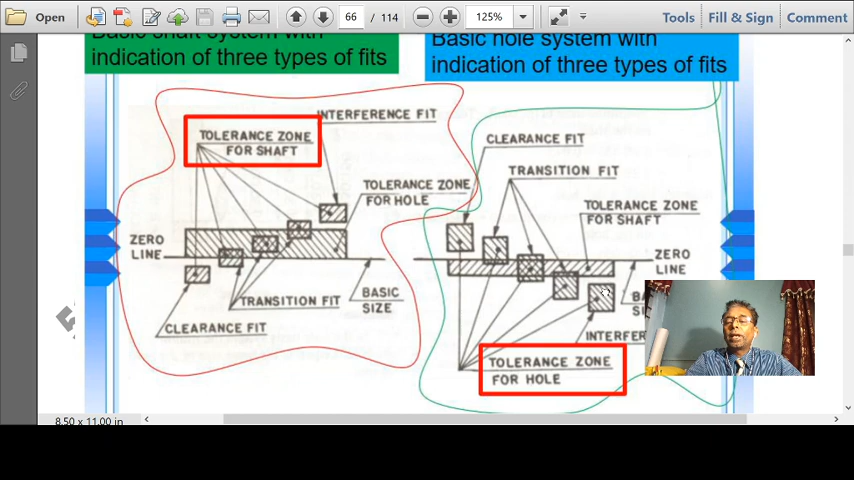 Open
66
/ 114
125%
Tools
Fill & Sign
Comment
Basic shaft system with
indication of three types of fits
Basic hole system with
indication of three types of fits
INTERFERENCE FIT
TOLERANCE ZONE
FOR SHAFT
TOLERANCE ZONE
FOR HOLE
ZERO
LINE
TRANSITION FIT
BASIC
SIZE
CLEARANCE FIT
CLEARANCE FIT
TRANSITION FIT
TOLERANCE ZONE
FOR SHAFT
ZERO
LINE
BA
SI
INTERFER
TOLERANCE ZONE
FOR HOLE
8.50 x 11.00 in